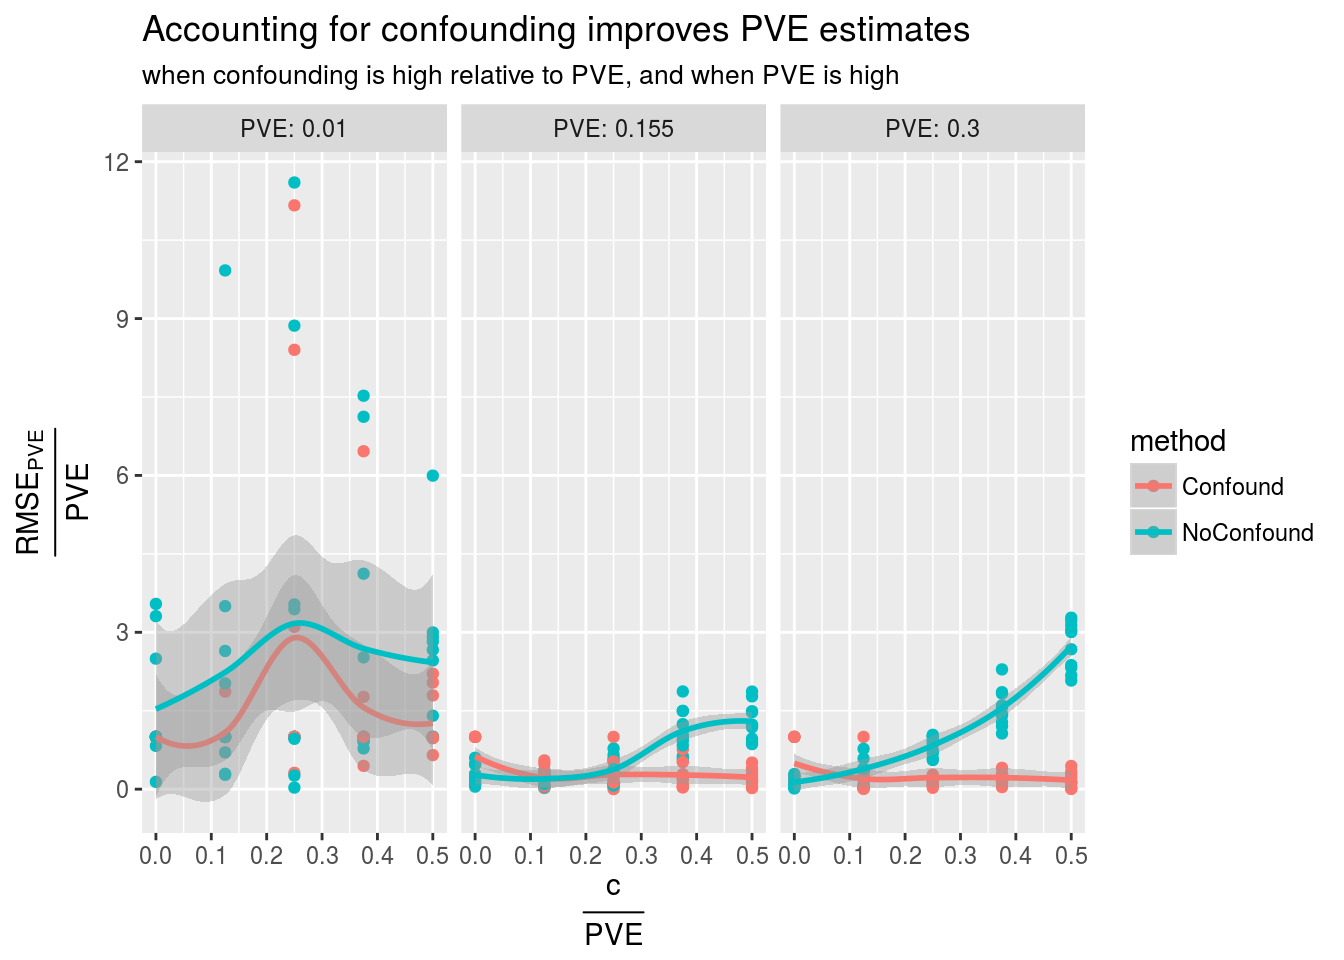 Accounting for confounding improves PVE estimates
when confounding is high relative to PVE, and when PVE is high
PVE: 0.01
PVE: 0.155
PVE: 0.3
12
9
6
3
0
RMSE_PVE
PVE
0.0 0.1 0.2 0.3 0.4 0.5
0.0 0.1 0.2 0.3 0.4 0.5
0.0 0.1 0.2 0.3 0.4 0.5
c
PVE
method
Confound
NoConfound